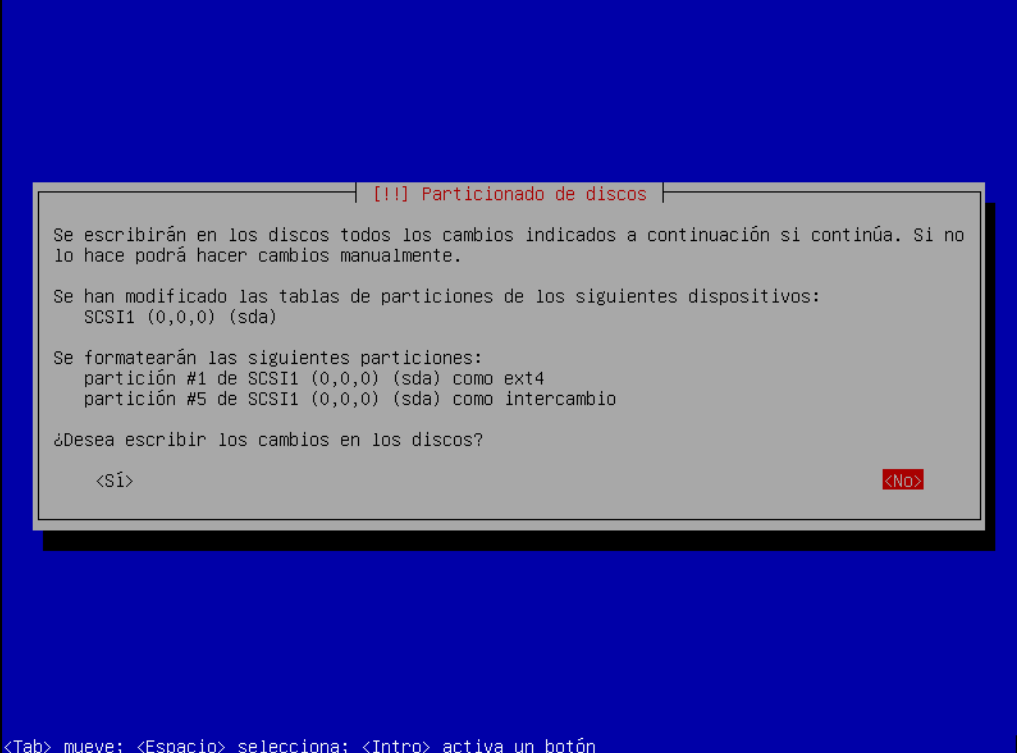 [!!] Particionado de discos
Se escribirán en los discos todos los cambios indicados a continuación si continúa. Si no
lo hace podrá hacer cambios manualmente.
Se han modificado las tablas de particiones de los siguientes dispositivos:
SCSI1 (0,0,0) (sda)
Se formatearán las siguientes particiones:
partición #1 de SCSI1 (0,0,0) (sda) como ext4
partición #5 de SCSI1 (0,0,0) (sda) como intercambio
¿Desea escribir los cambios en los discos?
<Sí> <No>
<Tab> mueve; <Espacio> selecciona; <Intro> activa un botón